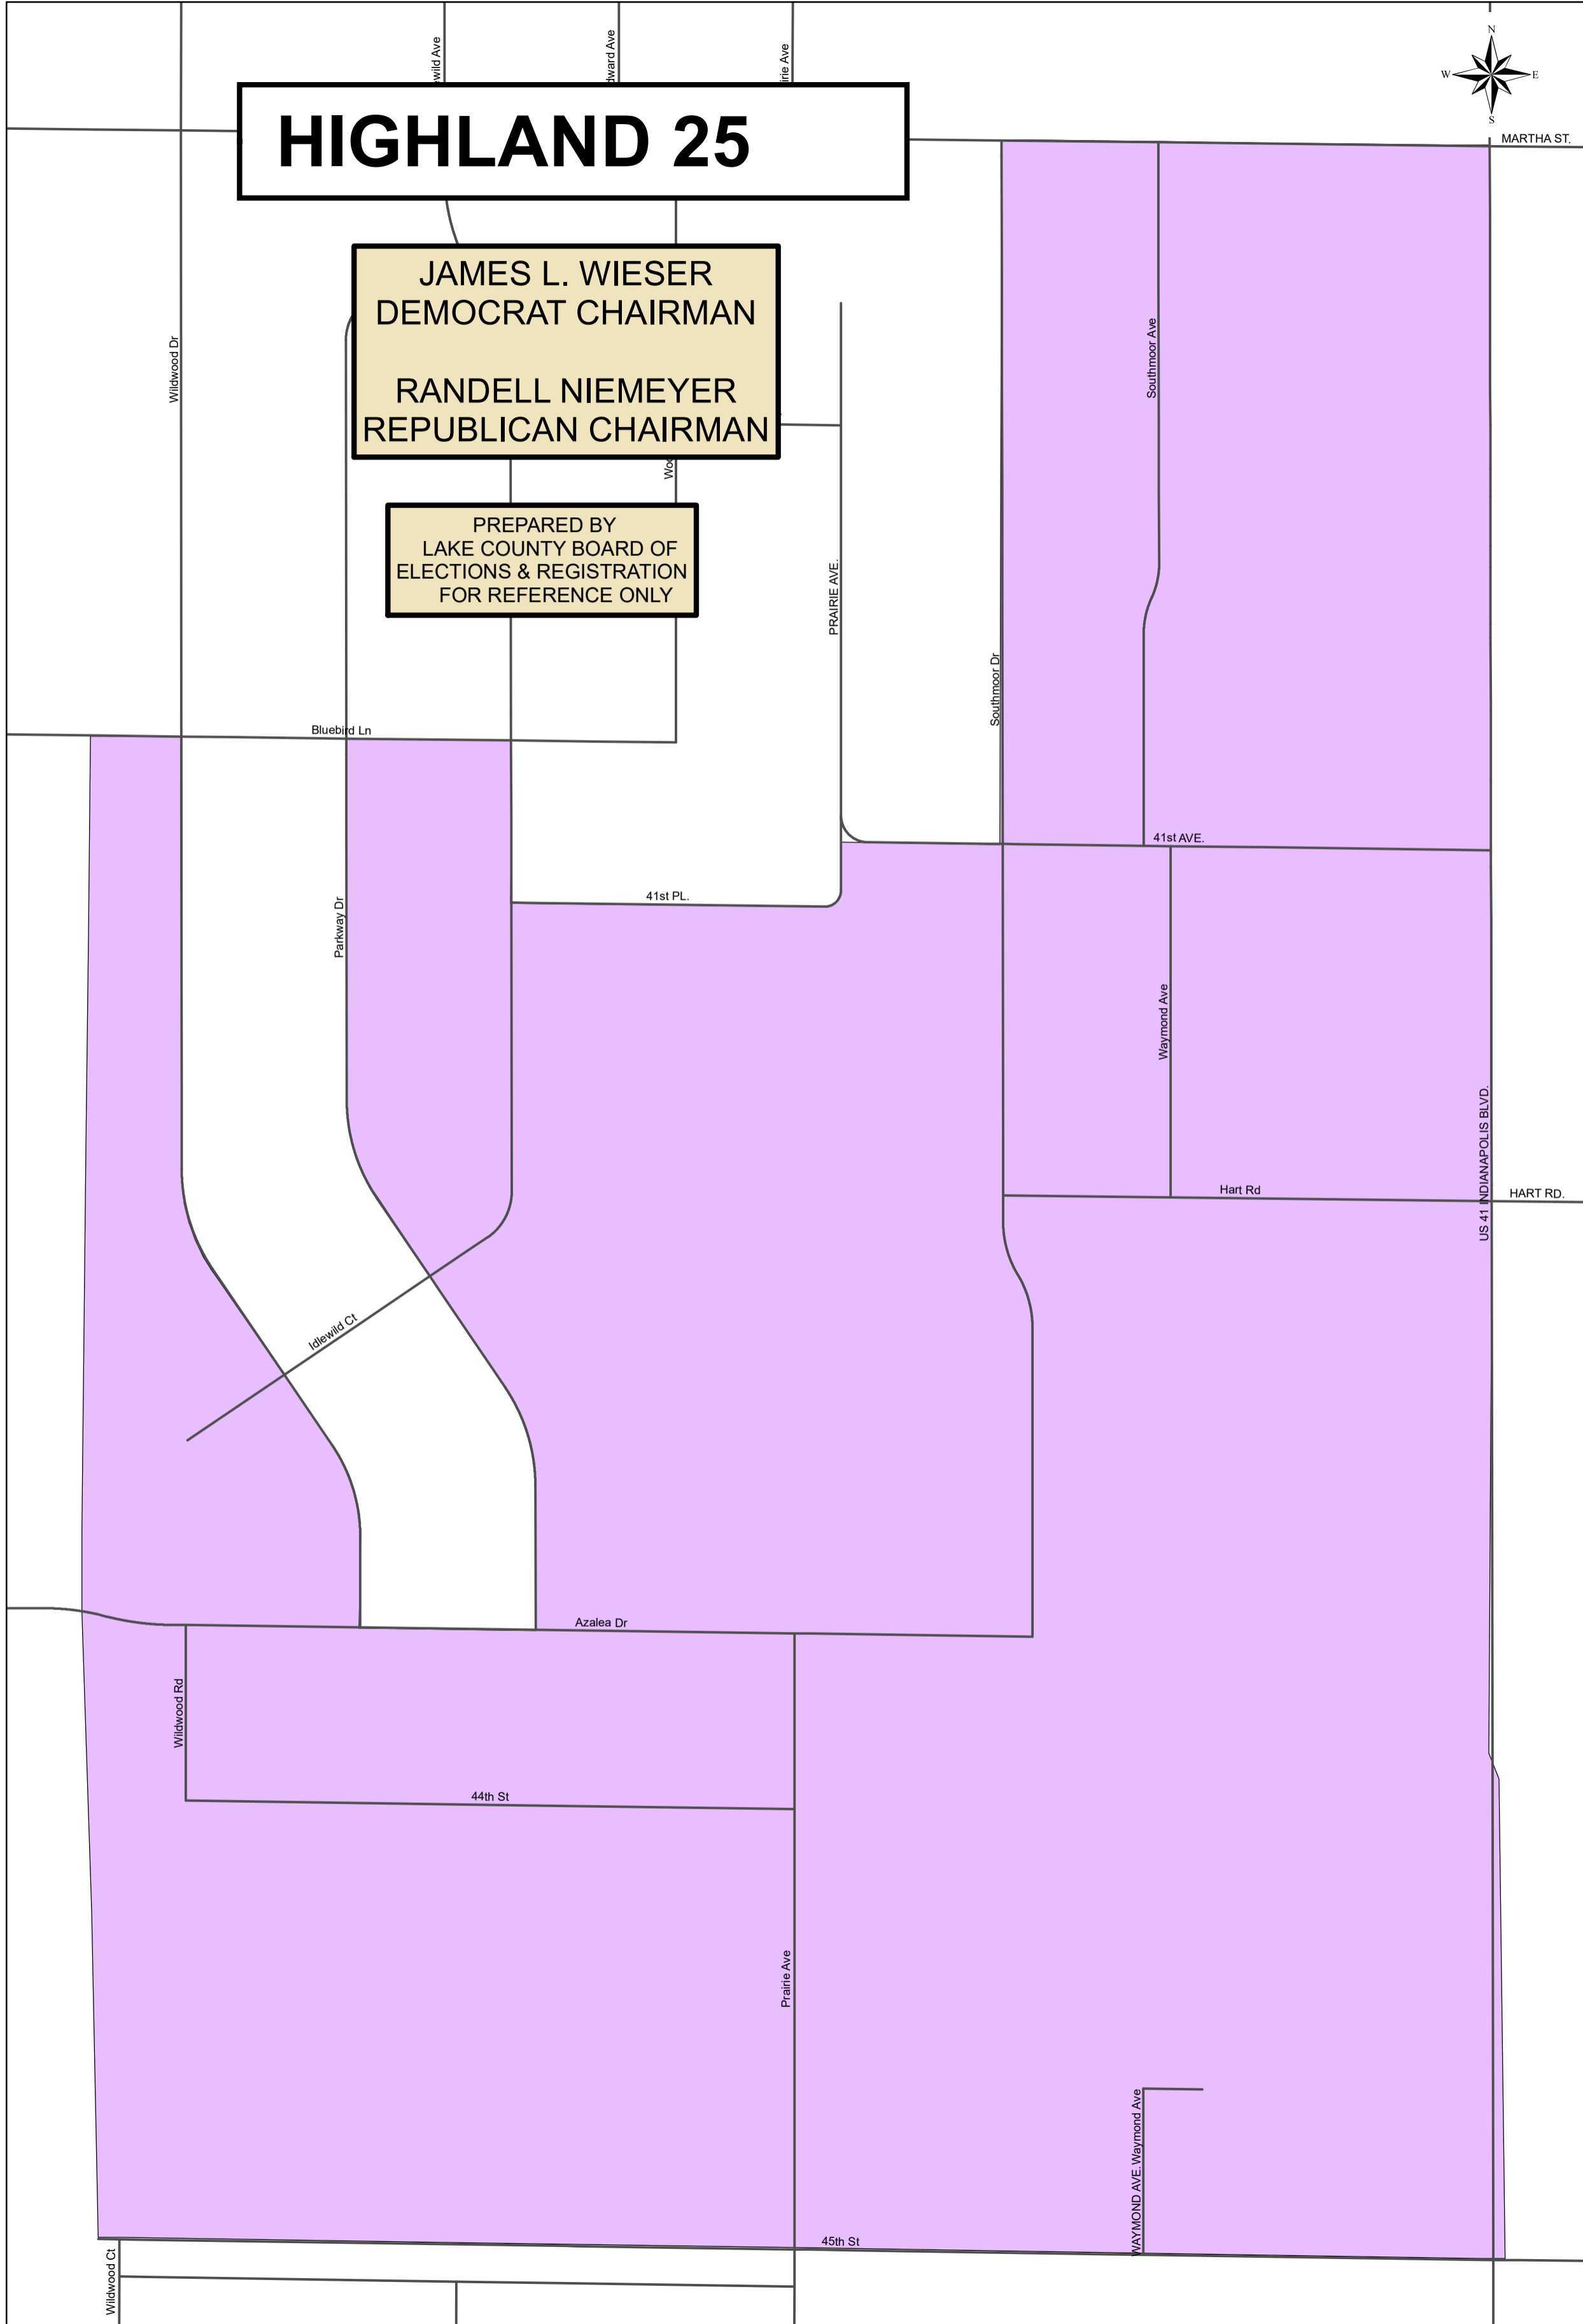 N
W E
S
HIGHLAND 25
MARTHA ST.
JAMES L. WIESER
DEMOCRAT CHAIRMAN
RANDELL NIEMEYER
REPUBLICAN CHAIRMAN
PREPARED BY
LAKE COUNTY BOARD OF
ELECTIONS & REGISTRATION
FOR REFERENCE ONLY
Wildwood Dr
Southmoor Ave
PRAIRIE AVE.
Southmoor Dr
Bluebird Ln
41st AVE.
41st PL.
Parkway Dr
Waymond Ave
US 41 INDIANAPOLIS BLVD.
Hart Rd
HART RD.
Idlewild Ct
Azalea Dr
Wildwood Rd
44th St
Prairie Ave
WAYMOND AVE. Waymond Ave
45th St
Wildwood Ct